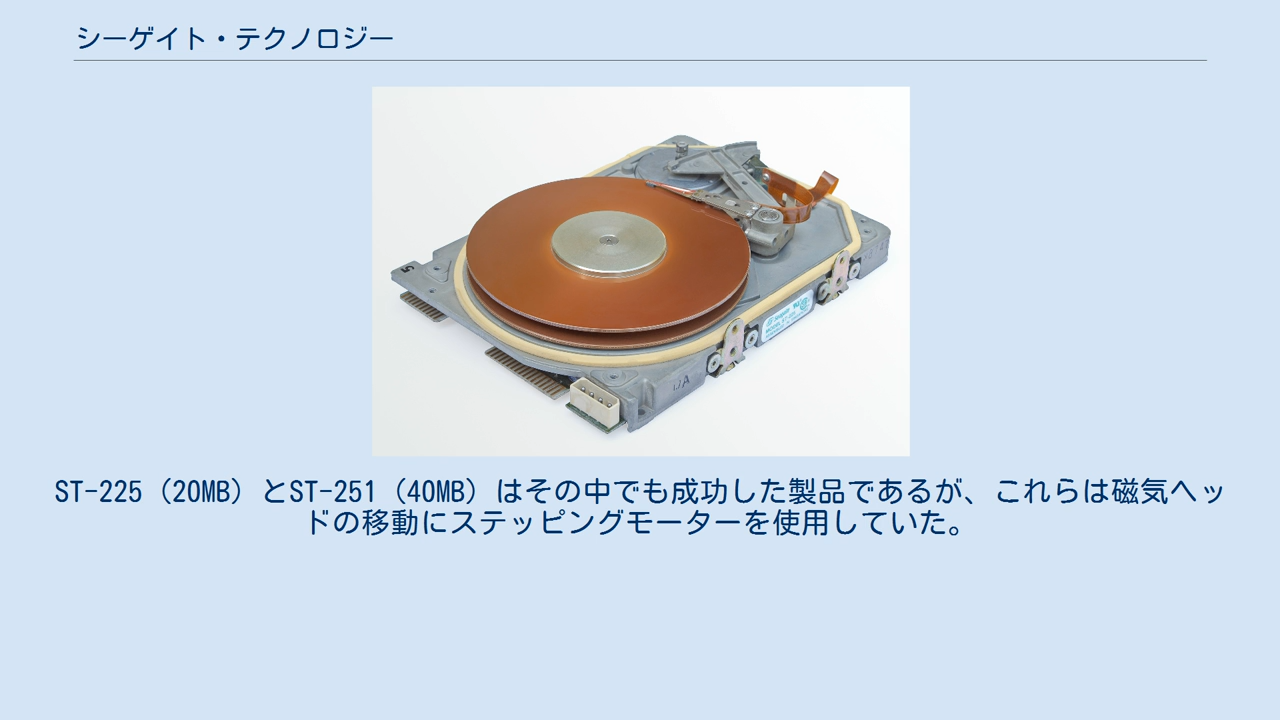 シーゲイト・テクノロジー
ST-225（20MB）とST-251（40MB）はその中でも成功した製品であるが、これらは磁気ヘッ
ドの移動にステッピングモーターを使用していた。